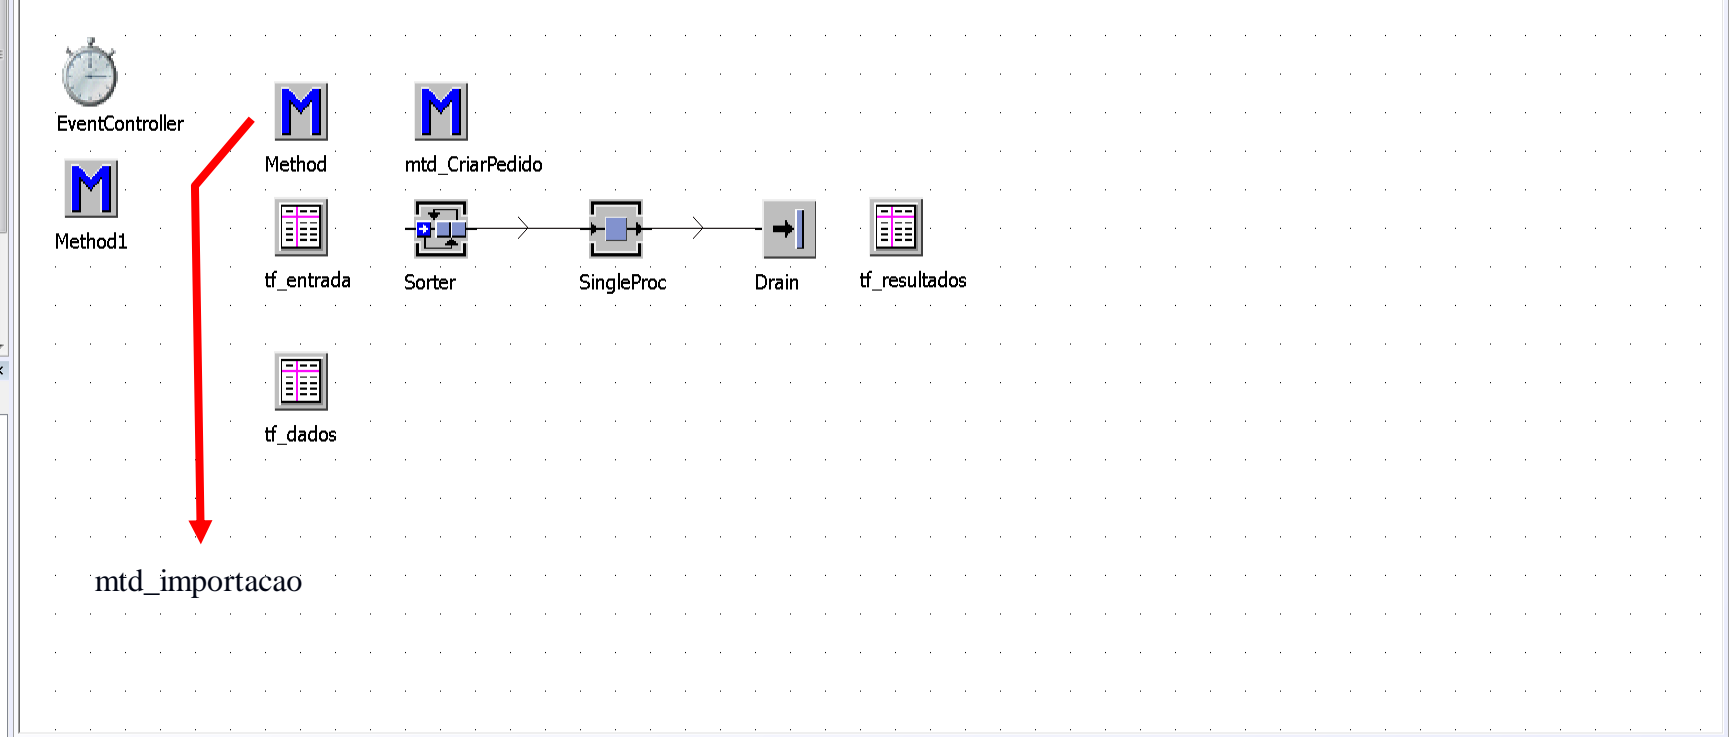 EventController
Method
mtd_CriarPedido
Method1
tf_entrada
Sorter
SingleProc
Drain
tf_resultados
tf_dados
mtd_importacao